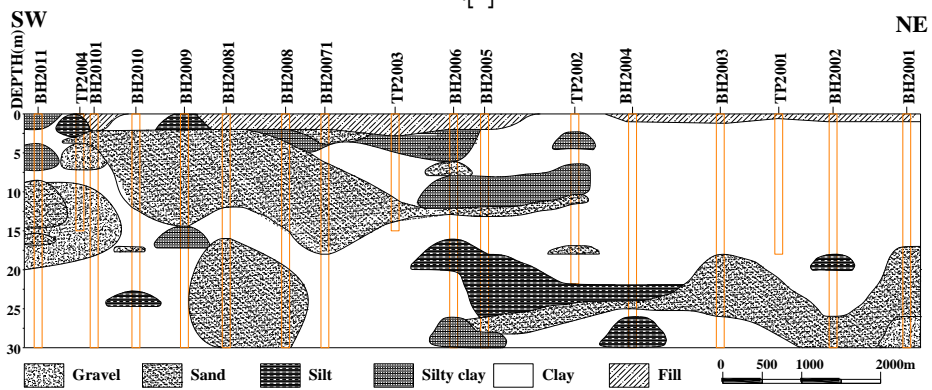 SW
NE
DEPTH(m)
BH2011
TP2004
BH20101
BH2010
BH2009
BH20081
BH2008
BH20071
TP2003
BH2006
BH2005
TP2002
BH2004
BH2003
TP2001
BH2002
BH2001
0
5
10
15
20
25
30
Gravel
Sand
Silt
Silty clay
Clay
Fill
0 500 1000 2000m